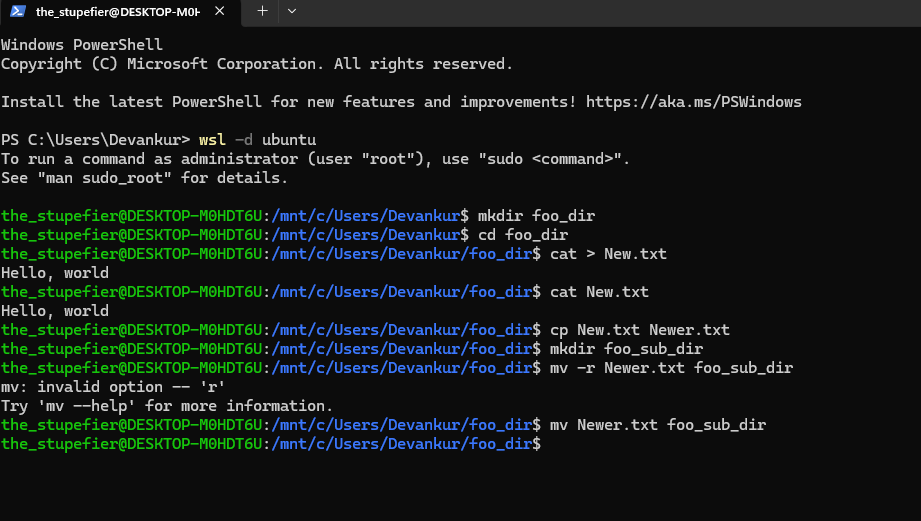 the_stupefier@DESKTOP-M0H
Windows PowerShell
Copyright (C) Microsoft Corporation. All rights reserved.
Install the latest PowerShell for new features and improvements! https://aka.ms/PSWindows
PS C:\Users\Devankur> wsl -d ubuntu
To run a command as administrator (user "root"), use "sudo <command>".
See "man sudo_root" for details.
the_stupefier@DESKTOP-M0HDT6U:/mnt/c/Users/Devankur$ mkdir foo_dir
the_stupefier@DESKTOP-M0HDT6U:/mnt/c/Users/Devankur$ cd foo_dir
the_stupefier@DESKTOP-M0HDT6U:/mnt/c/Users/Devankur/foo_dir$ cat > New.txt
Hello, world
the_stupefier@DESKTOP-M0HDT6U:/mnt/c/Users/Devankur/foo_dir$ cat New.txt
Hello, world
the_stupefier@DESKTOP-M0HDT6U:/mnt/c/Users/Devankur/foo_dir$ cp New.txt Newer.txt
the_stupefier@DESKTOP-M0HDT6U:/mnt/c/Users/Devankur/foo_dir$ mkdir foo_sub_dir
the_stupefier@DESKTOP-M0HDT6U:/mnt/c/Users/Devankur/foo_dir$ mv -r Newer.txt foo_sub_dir
mv: invalid option -- 'r'
Try 'mv --help' for more information.
the_stupefier@DESKTOP-M0HDT6U:/mnt/c/Users/Devankur/foo_dir$ mv Newer.txt foo_sub_dir
the_stupefier@DESKTOP-M0HDT6U:/mnt/c/Users/Devankur/foo_dir$